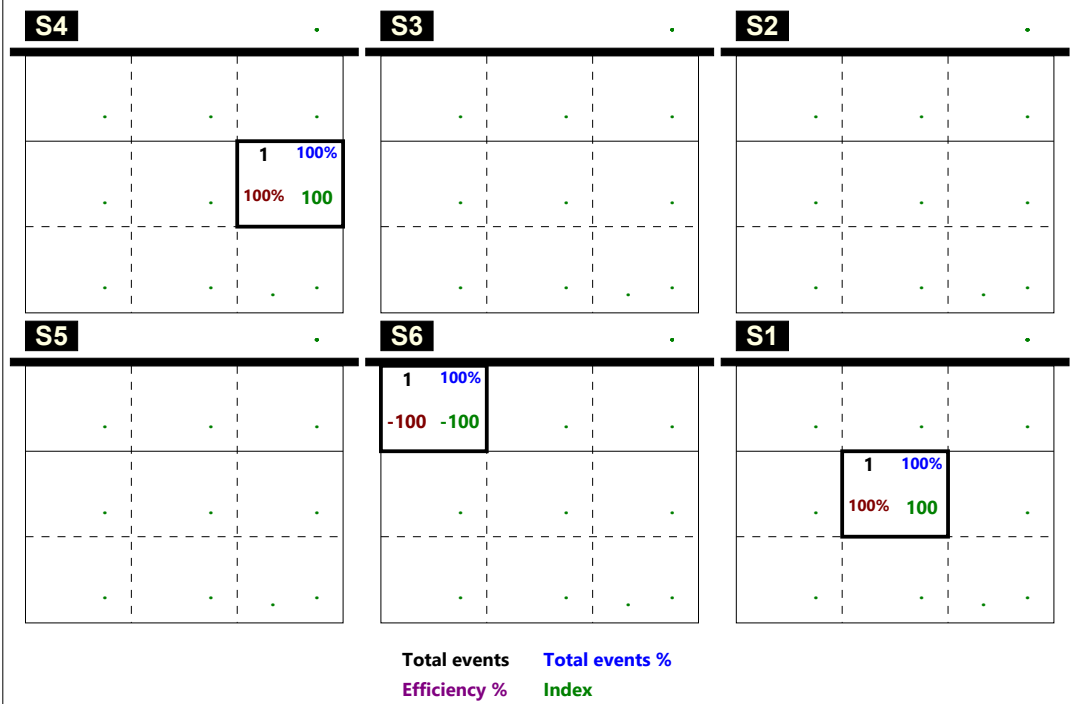 S4 S3 S2
1 100%
100% 100
S5 S6 S1
1 100%
-100 -100
1 100%
100% 100
Total events Total events %
Efficiency % Index